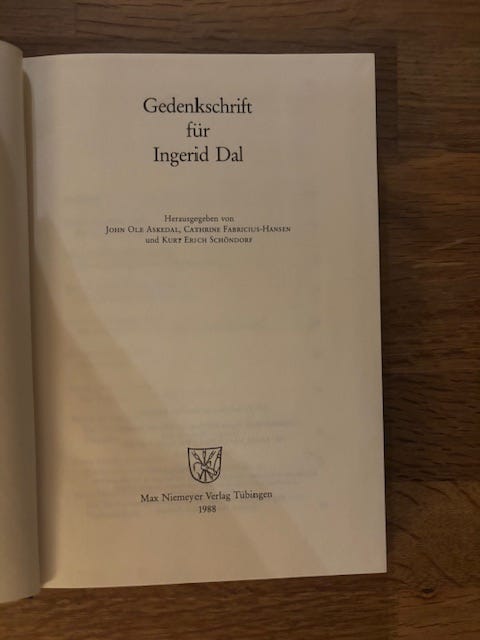 Gedenkschrift
für
Ingerid Dal
Herausgegeben von
JOHN OLE ASKEDAL, CATHRINE FABRICIUS-HANSEN
und KURT ERICH SCHÖNDORF
MAX NIEMEYER VERLAG TÜBINGEN
1988